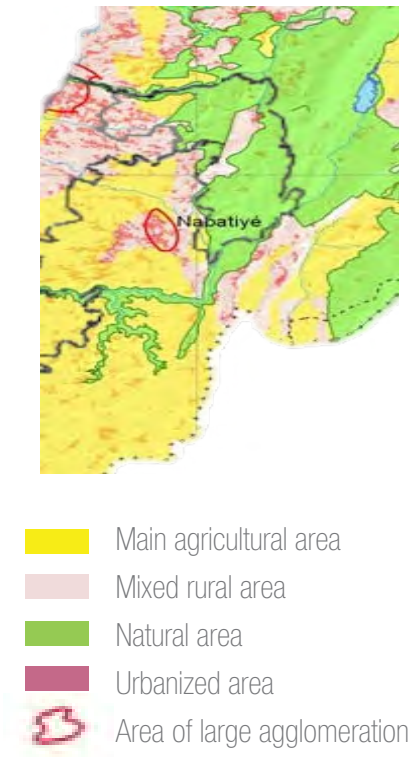 Nabatiyé
Main agricultural area
Mixed rural area
Natural area
Urbanized area
Area of large agglomeration